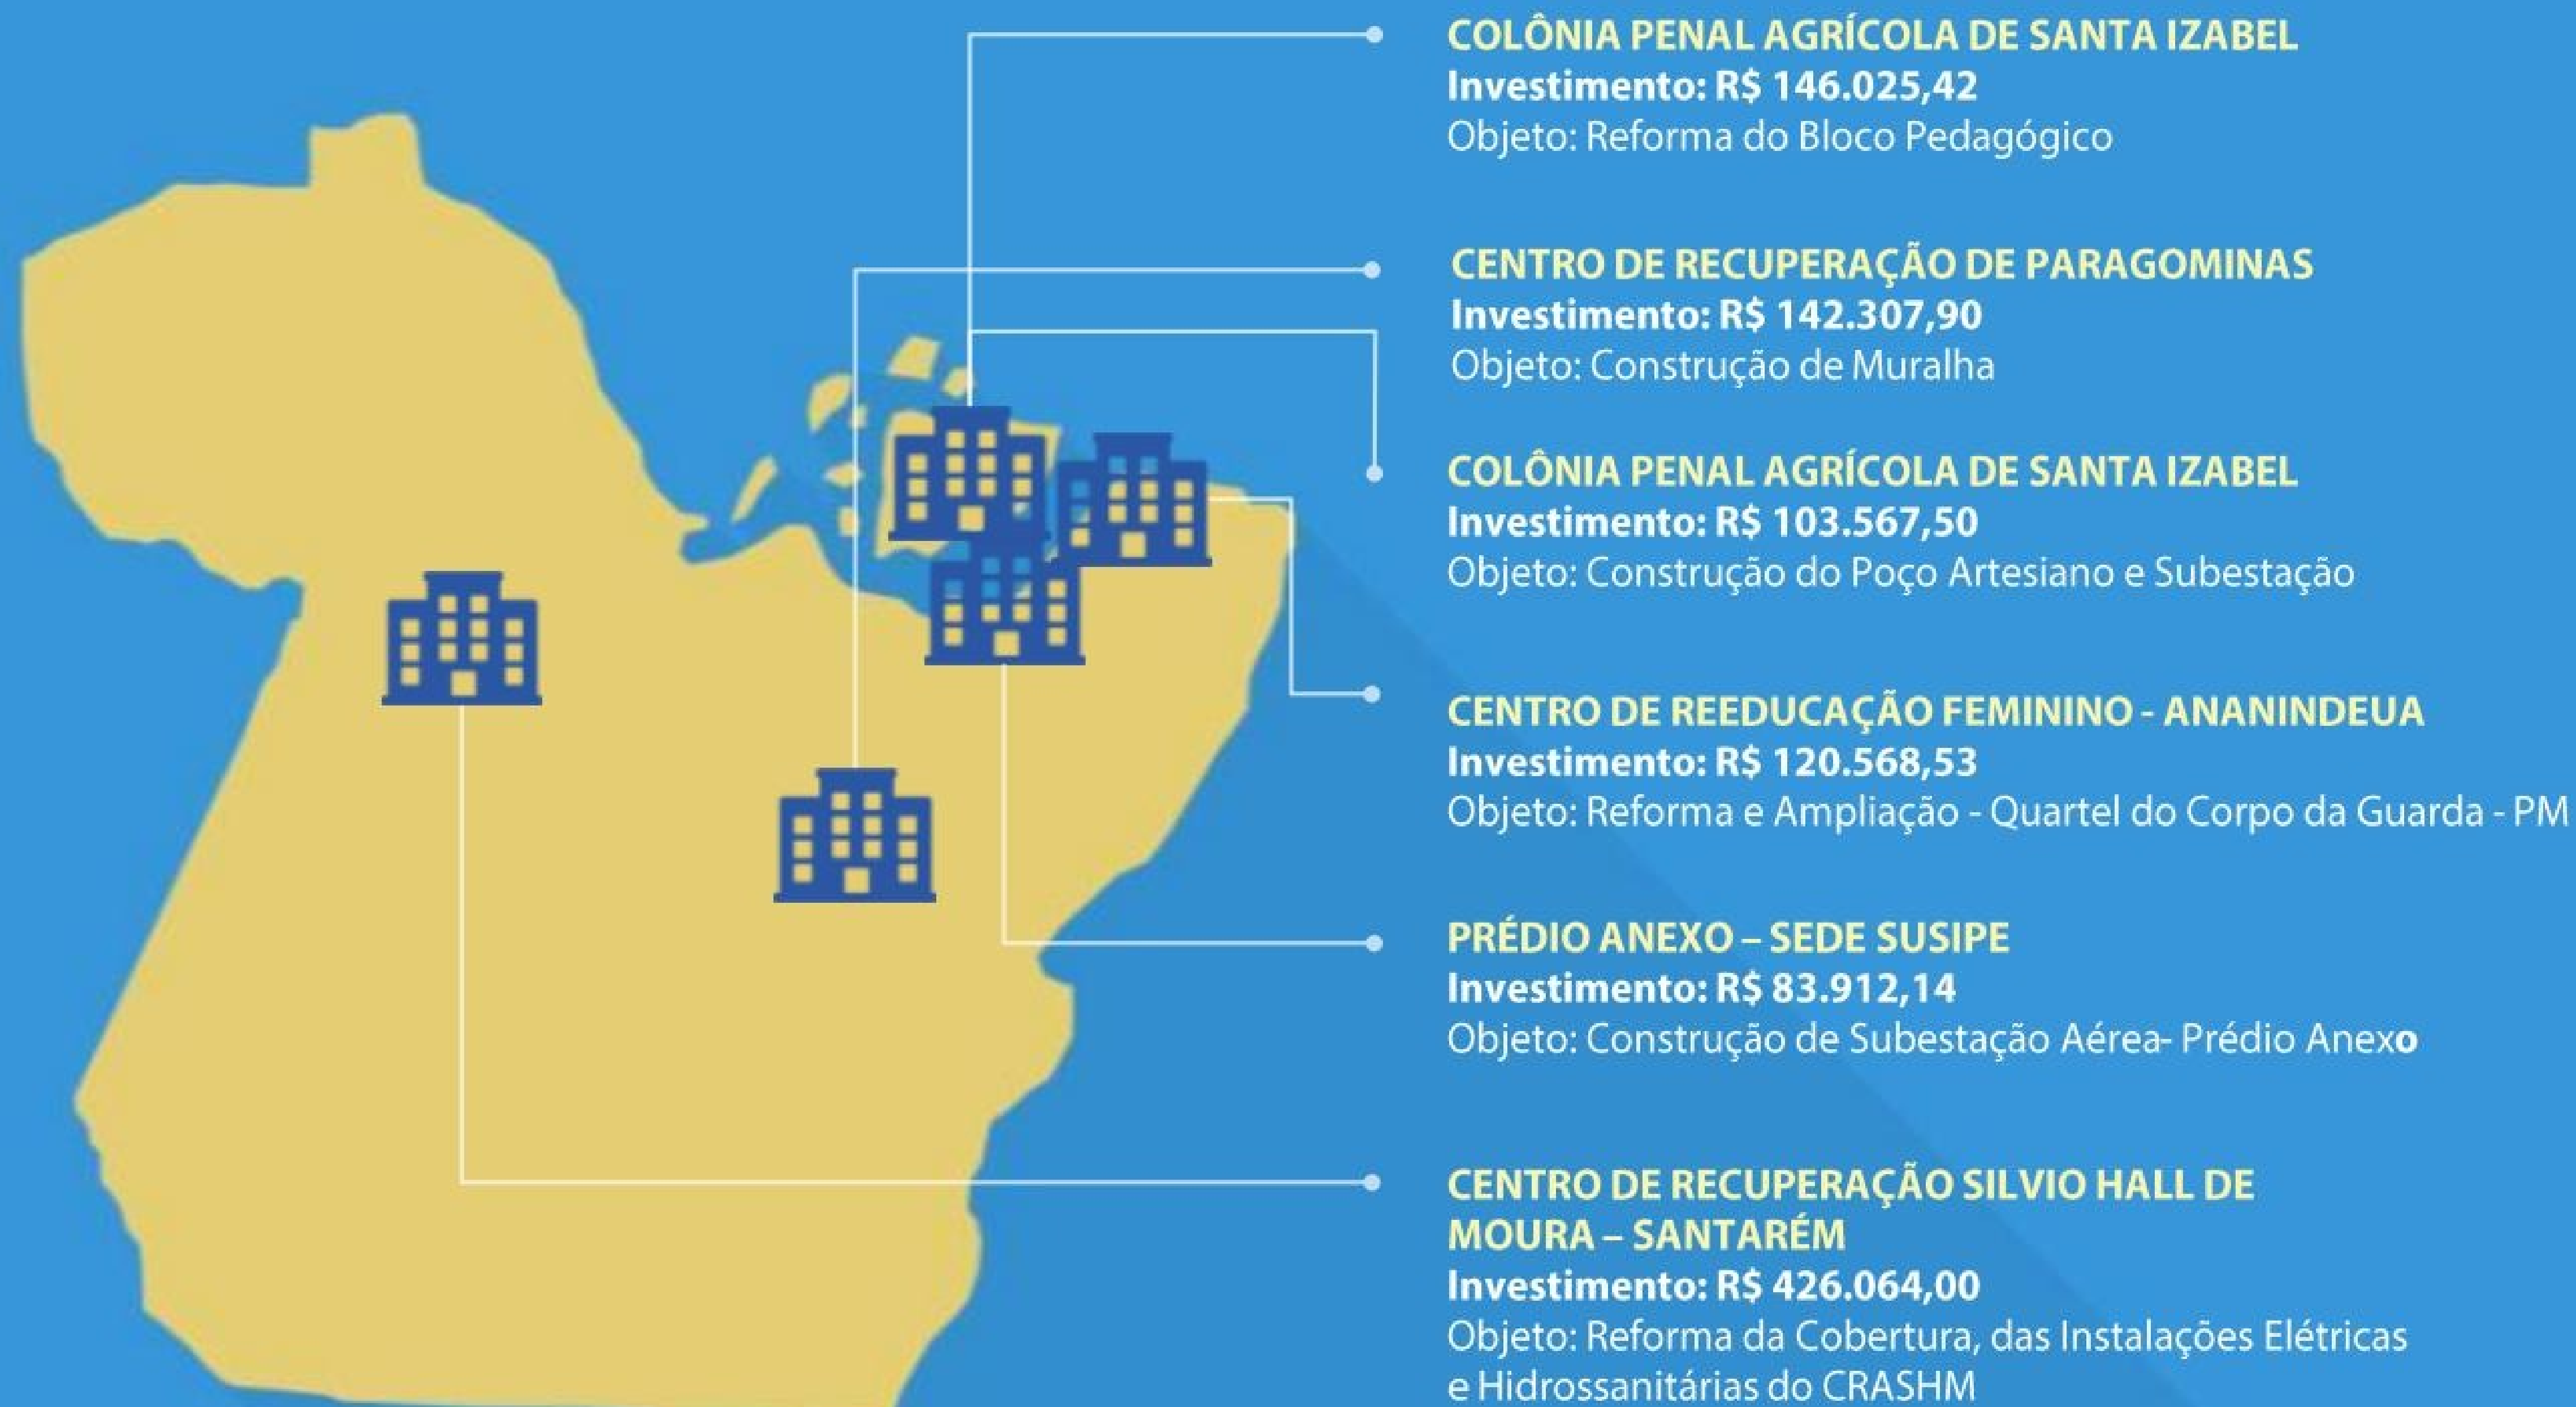 COLÔNIA PENAL AGRÍCOLA DE SANTA IZABEL
Investimento: R$ 146.025,42
Objeto: Reforma do Bloco Pedagógico
CENTRO DE RECUPERAÇÃO DE PARAGOMINAS
Investimento: R$ 142.307,90
Objeto: Construção de Muralha
COLÔNIA PENAL AGRÍCOLA DE SANTA IZABEL
Investimento: R$ 103.567,50
Objeto: Construção do Poço Artesiano e Subestação
CENTRO DE REEDUCAÇÃO FEMININO - ANANINDEUA
Investimento: R$ 120.568,53
Objeto: Reforma e Ampliação - Quartel do Corpo da Guarda - PM
PRÉDIO ANEXO – SEDE SUSIPE
Investimento: R$ 83.912,14
Objeto: Construção de Subestação Aérea- Prédio Anexo
CENTRO DE RECUPERAÇÃO SILVIO HALL DE
MOURA – SANTARÉM
Investimento: R$ 426.064,00
Objeto: Reforma da Cobertura, das Instalações Elétricas
e Hidrossanitárias do CRASHM